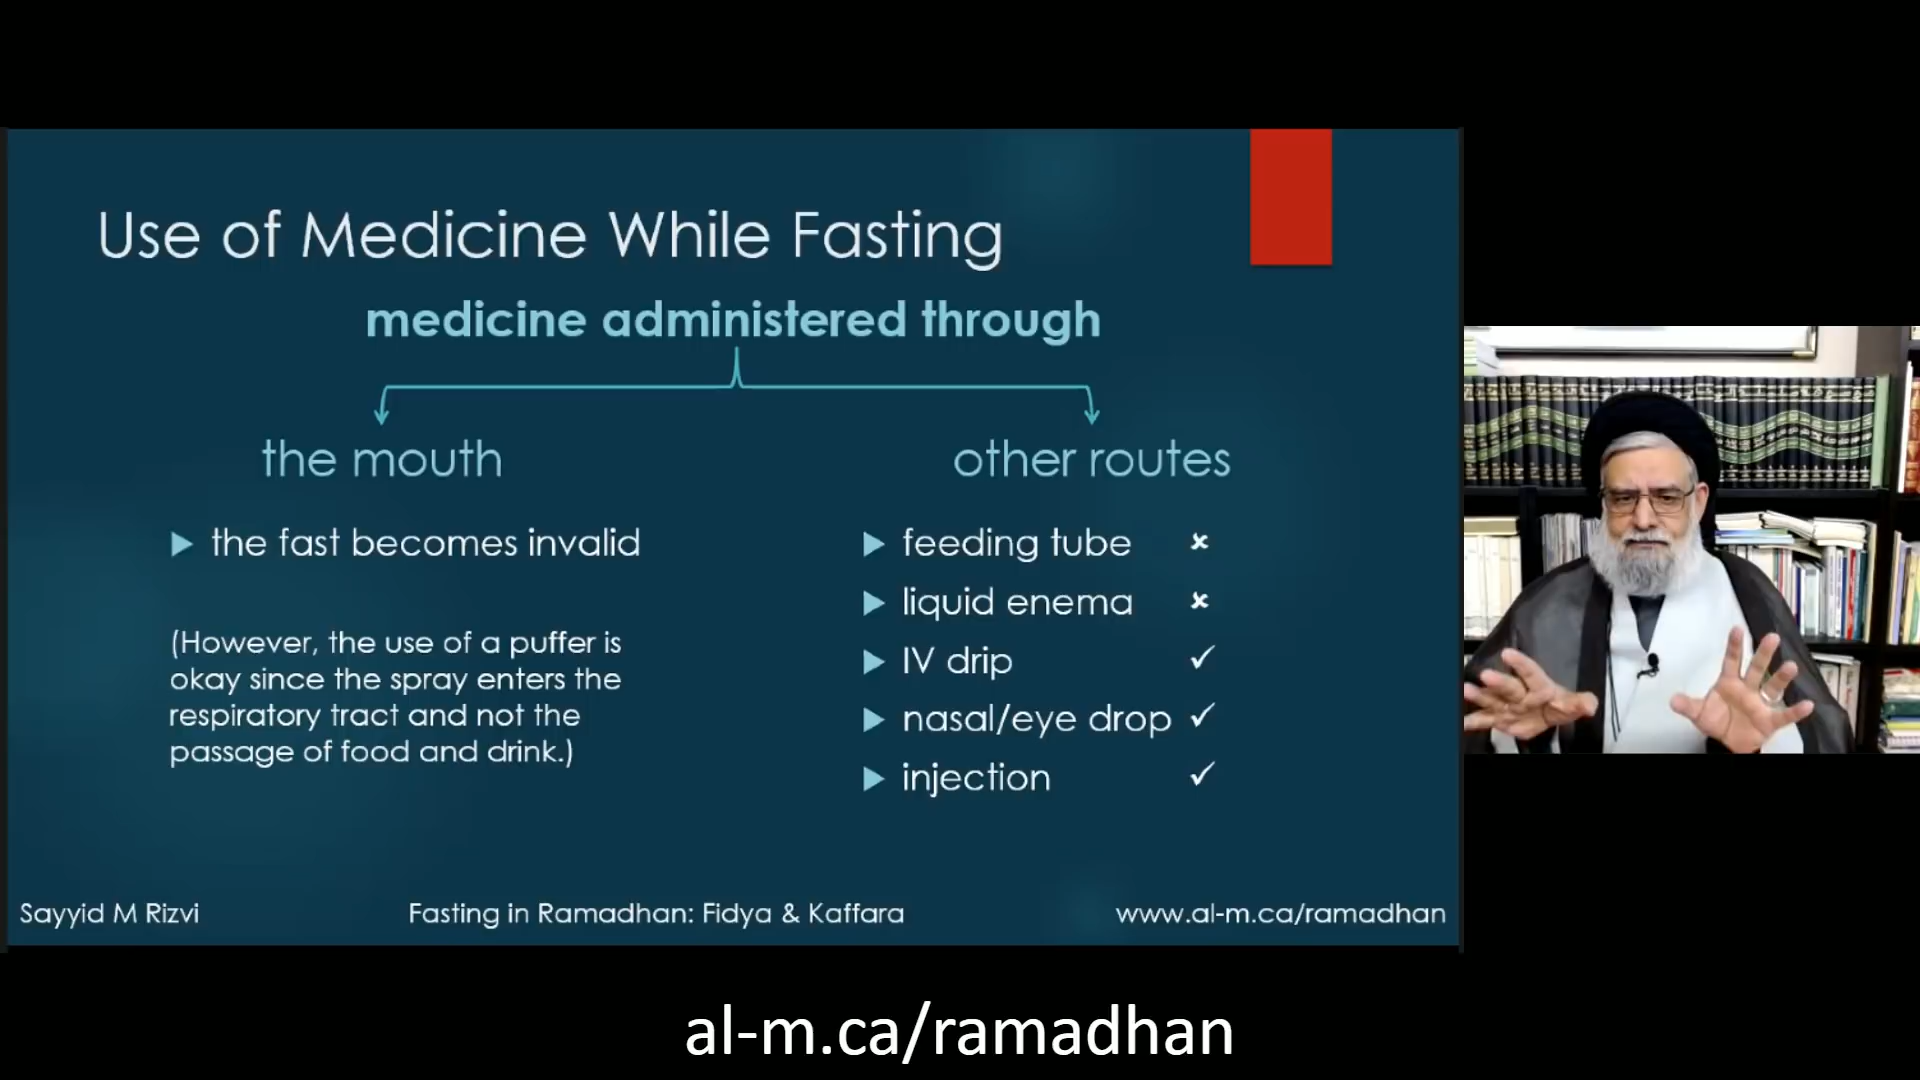 Use of Medicine While Fasting
medicine administered through
the mouth
other routes
the fast becomes invalid
(However, the use of a puffer is
okay since the spray enters the
respiratory tract and not the
passage of food and drink.)
feeding tube ×
liquid enema ×
IV drip ✓
nasal/eye drop ✓
injection ✓
Sayyid M Rizvi
Fasting in Ramadhan: Fidya & Kaffara
www.al-m.ca/ramadhan
al-m.ca/ramadhan